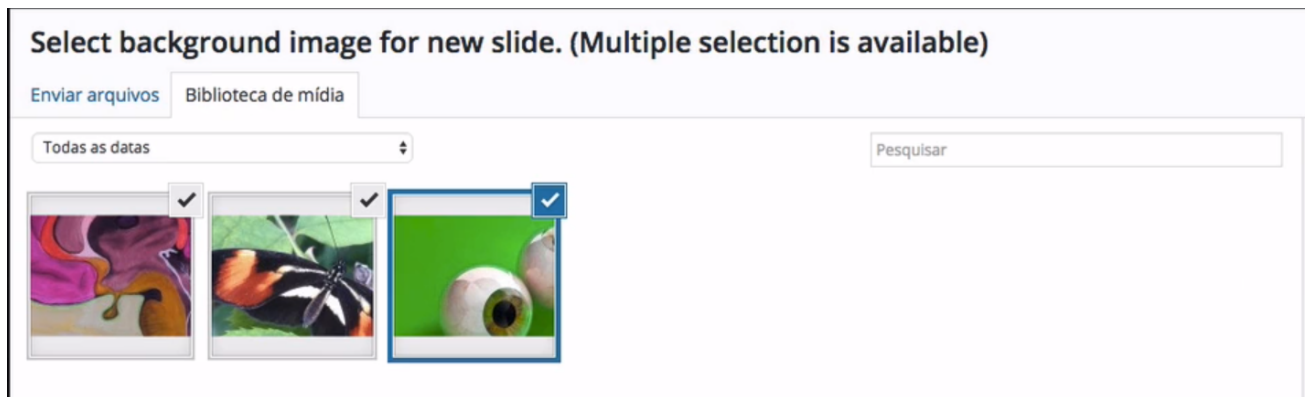 Select background image for new slide. (Multiple selection is available)
Enviar arquivos Biblioteca de mídia
Todas as datas Pesquisar